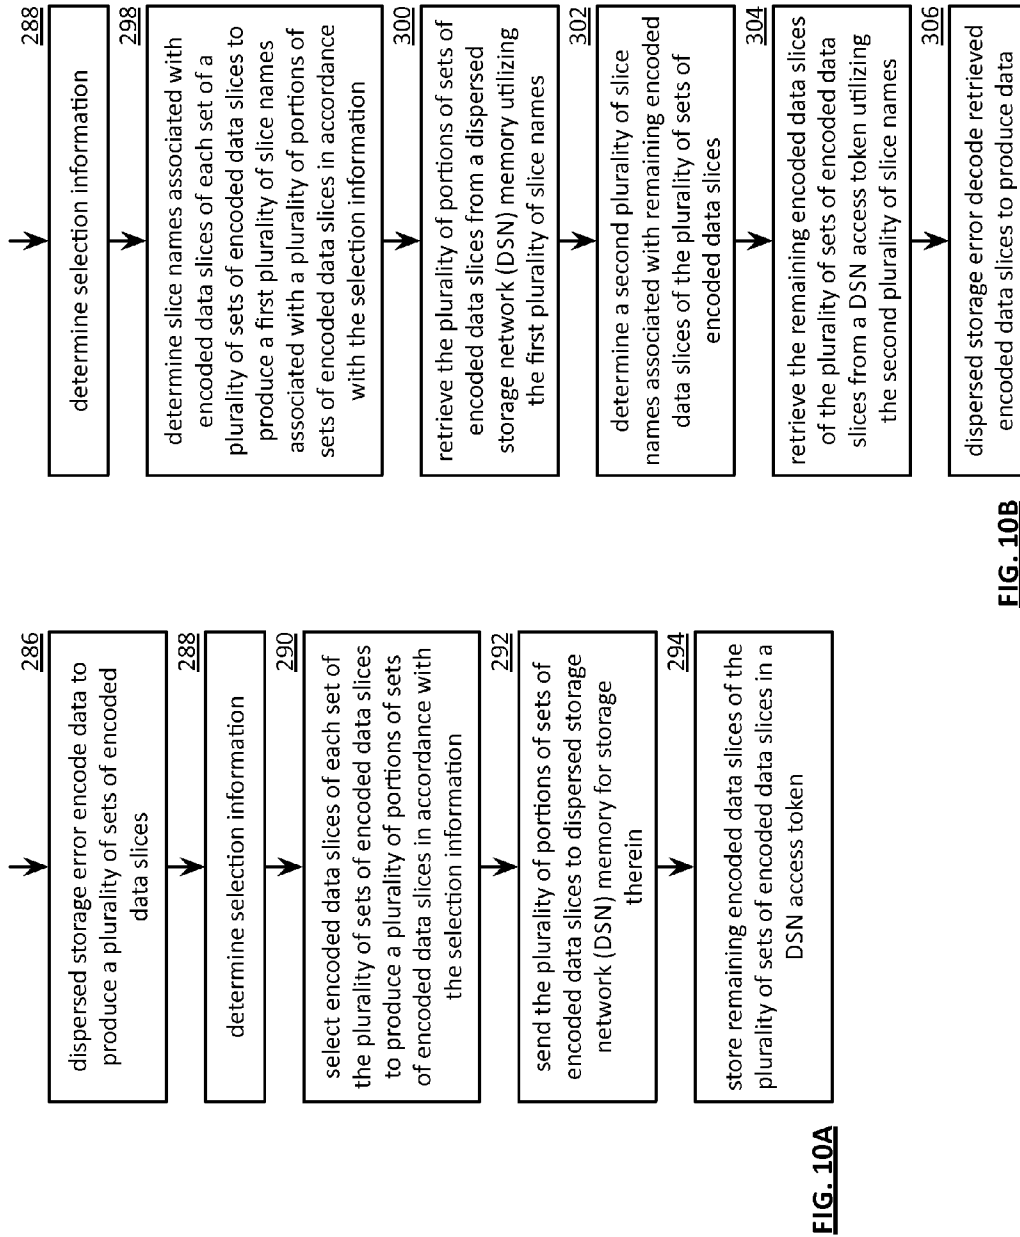 286
dispersed storage error encode data to
produce a plurality of sets of encoded
data slices
288
determine selection information
290
select encoded data slices of each set of
the plurality of sets of encoded data slices
to produce a plurality of portions of sets
of encoded data slices in accordance with
the selection information
292
send the plurality of portions of sets of
encoded data slices to dispersed storage
network (DSN) memory for storage
therein
294
store remaining encoded data slices of the
plurality of sets of encoded data slices in a
DSN access token
FIG. 10A
288
determine selection information
298
determine slice names associated with
encoded data slices of each set of a
plurality of sets of encoded data slices to
produce a first plurality of slice names
associated with a plurality of portions of
sets of encoded data slices in accordance
with the selection information
300
retrieve the plurality of portions of sets of
encoded data slices from a dispersed
storage network (DSN) memory utilizing
the first plurality of slice names
302
determine a second plurality of slice
names associated with remaining encoded
data slices of the plurality of sets of
encoded data slices
304
retrieve the remaining encoded data slices
of the plurality of sets of encoded data
slices from a DSN access token utilizing
the second plurality of slice names
306
dispersed storage error decode retrieved
encoded data slices to produce data
FIG. 10B